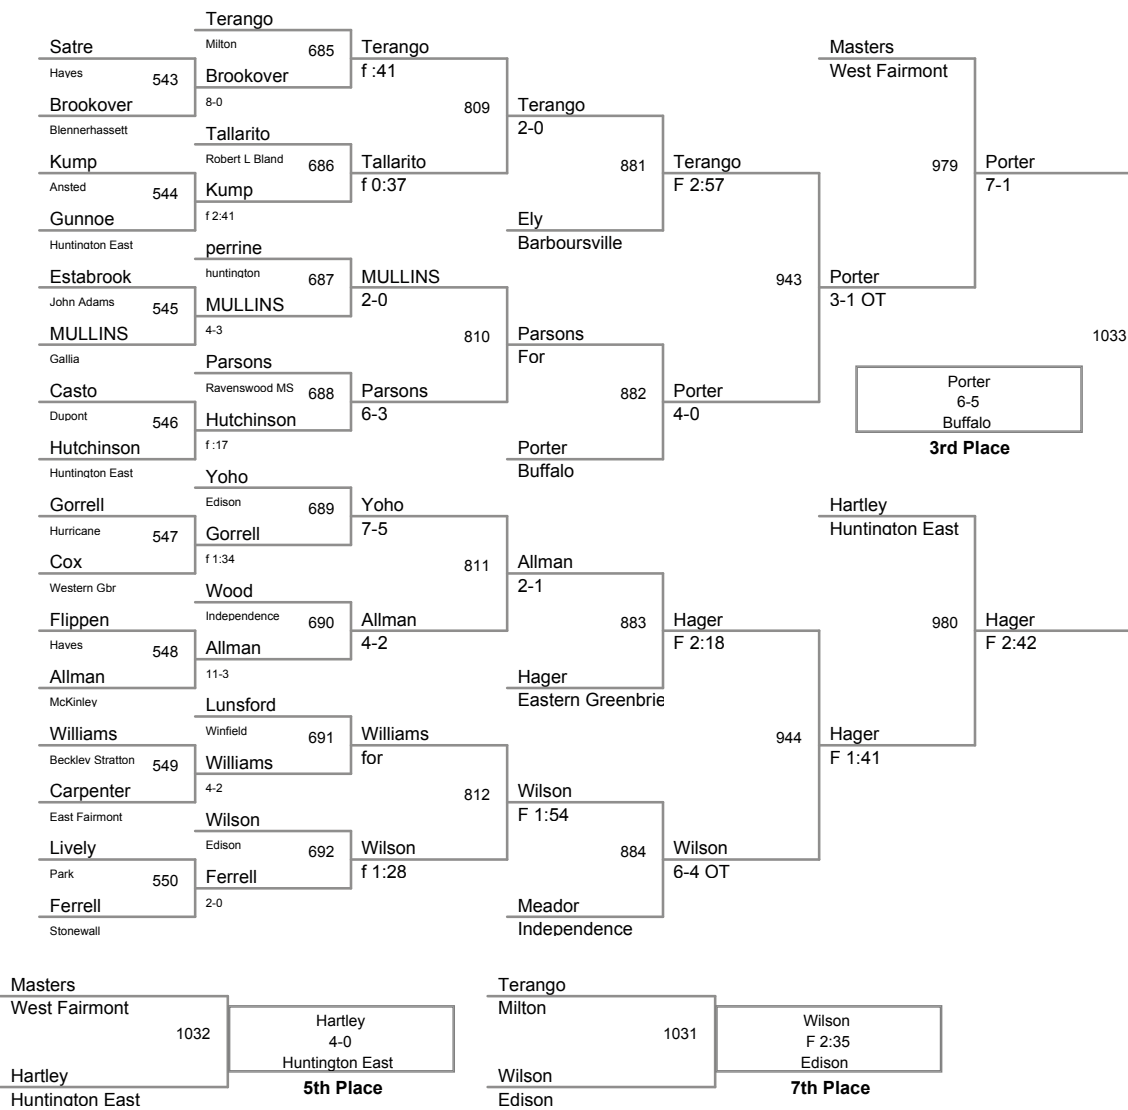 Terango
Milton
685
Brookover
8-0
Satre
Hayes
543
Brookover
Blennerhassett
Tallarito
Robert L Bland
686
Kump
f 2:41
Kump
Ansted
544
Gunnoe
Huntington East
perrine
huntington
687
MULLINS
4-3
Estabrook
John Adams
545
MULLINS
Gallia
Parsons
Ravenswood MS
688
Hutchinson
f :17
Casto
Dupont
546
Hutchinson
Huntington East
Yoho
Edison
689
Gorrell
f 1:34
Gorrell
Hurricane
547
Cox
Western Gbr
Wood
Independence
690
Allman
11-3
Flippen
Hayes
548
Allman
McKinley
Lunsford
Winfield
691
Williams
4-2
Williams
Beckley Stratton
549
Carpenter
East Fairmont
Wilson
Edison
692
Ferrell
2-0
Lively
Park
550
Ferrell
Stonewall
Terango
f :41
809
Tallarito
f 0:37
MULLINS
2-0
810
Parsons
6-3
Yoho
7-5
811
Allman
4-2
Williams
for
812
Wilson
f 1:28
Terango
2-0
881
Ely
Barboursville
Parsons
For
882
Porter
Buffalo
Allman
2-1
883
Hager
Eastern Greenbrie
Wilson
F 1:54
884
Meador
Independence
Terango
F 2:57
943
Porter
4-0
Hager
F 2:18
944
Wilson
6-4 OT
Masters
West Fairmont
979
Porter
3-1 OT
Porter
7-1
1033
Porter
6-5
Buffalo
3rd Place
Hartley
Huntington East
980
Hager
F 1:41
Hager
F 2:42
Masters
West Fairmont
1032
Hartley
Huntington East
Hartley
4-0
Huntington East
5th Place
Terango
Milton
1031
Wilson
Edison
Wilson
F 2:35
Edison
7th Place